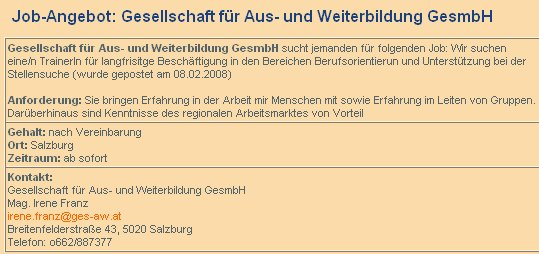 Job-Angebot: Gesellschaft für Aus- und Weiterbildung GesmbH
Gesellschaft für Aus- und Weiterbildung GesmbH sucht jemanden für folgenden Job: Wir suchen
eine/n TrainerIn für langfrisitge Beschäftigung in den Bereichen Berufsorientierun und Unterstützung bei der
Stellensuche (wurde gepostet am 08.02.2008)
Anforderung: Sie bringen Erfahrung in der Arbeit mir Menschen mit sowie Erfahrung im Leiten von Gruppen.
Darüberhinaus sind Kenntnisse des regionalen Arbeitsmarktes von Vorteil
Gehalt: nach Vereinbarung
Ort: Salzburg
Zeitraum: ab sofort
Kontakt:
Gesellschaft für Aus- und Weiterbildung GesmbH
Mag. Irene Franz
irene.franz@ges-aw.at
Breitenfelderstraße 43, 5020 Salzburg
Telefon: o662/887377